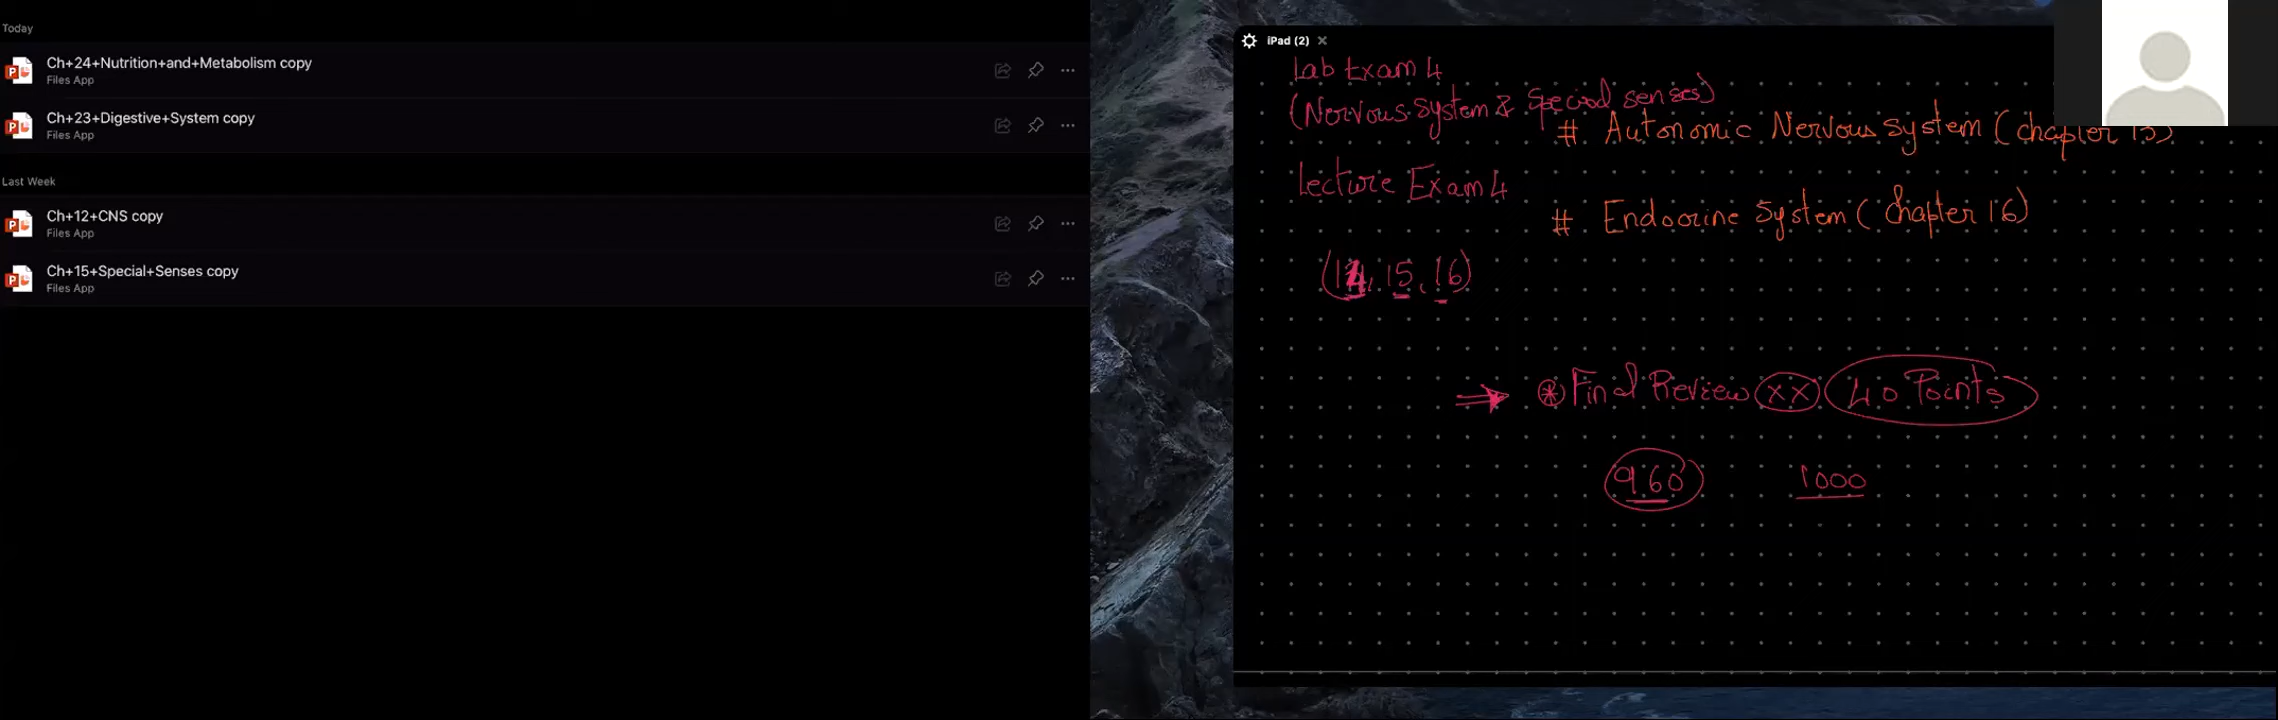 Today
Ch+24+Nutrition+and+Metabolism copy
Files App
Ch+23+Digestive+System copy
Files App
Last Week
Ch+12+CNS copy
Files App
Ch+15+Special+Senses copy
Files App
iPad (2)
Lab Exam 4
(Nervous System & Special senses)
# Autonomic Nervous System (chapter
Lecture Exam 4
# Endocrine System (Chapter 16)
(14, 15, 16)
⇒ * Final Review XX 40 Points
960 1000